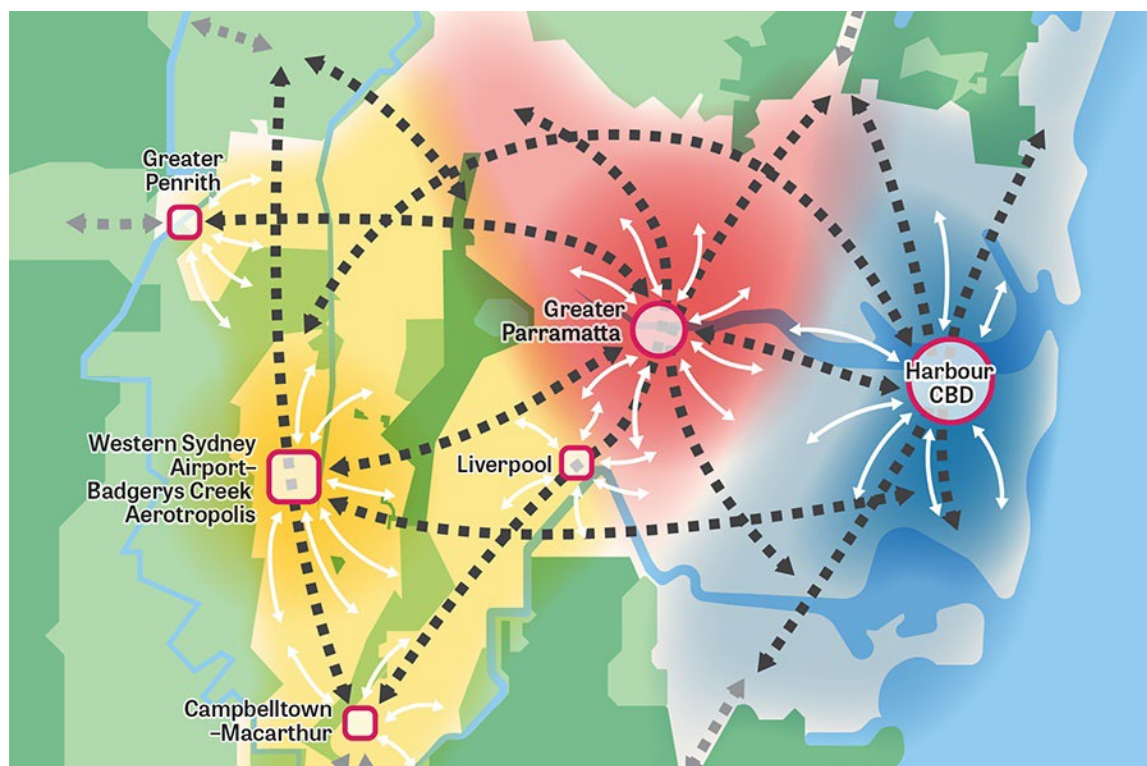 Greater
Penrith
Greater
Parramatta
Harbour
CBD
Western Sydney
Airport–
Badgerys Creek
Aerotropolis
Liverpool
Campbelltown
–Macarthur